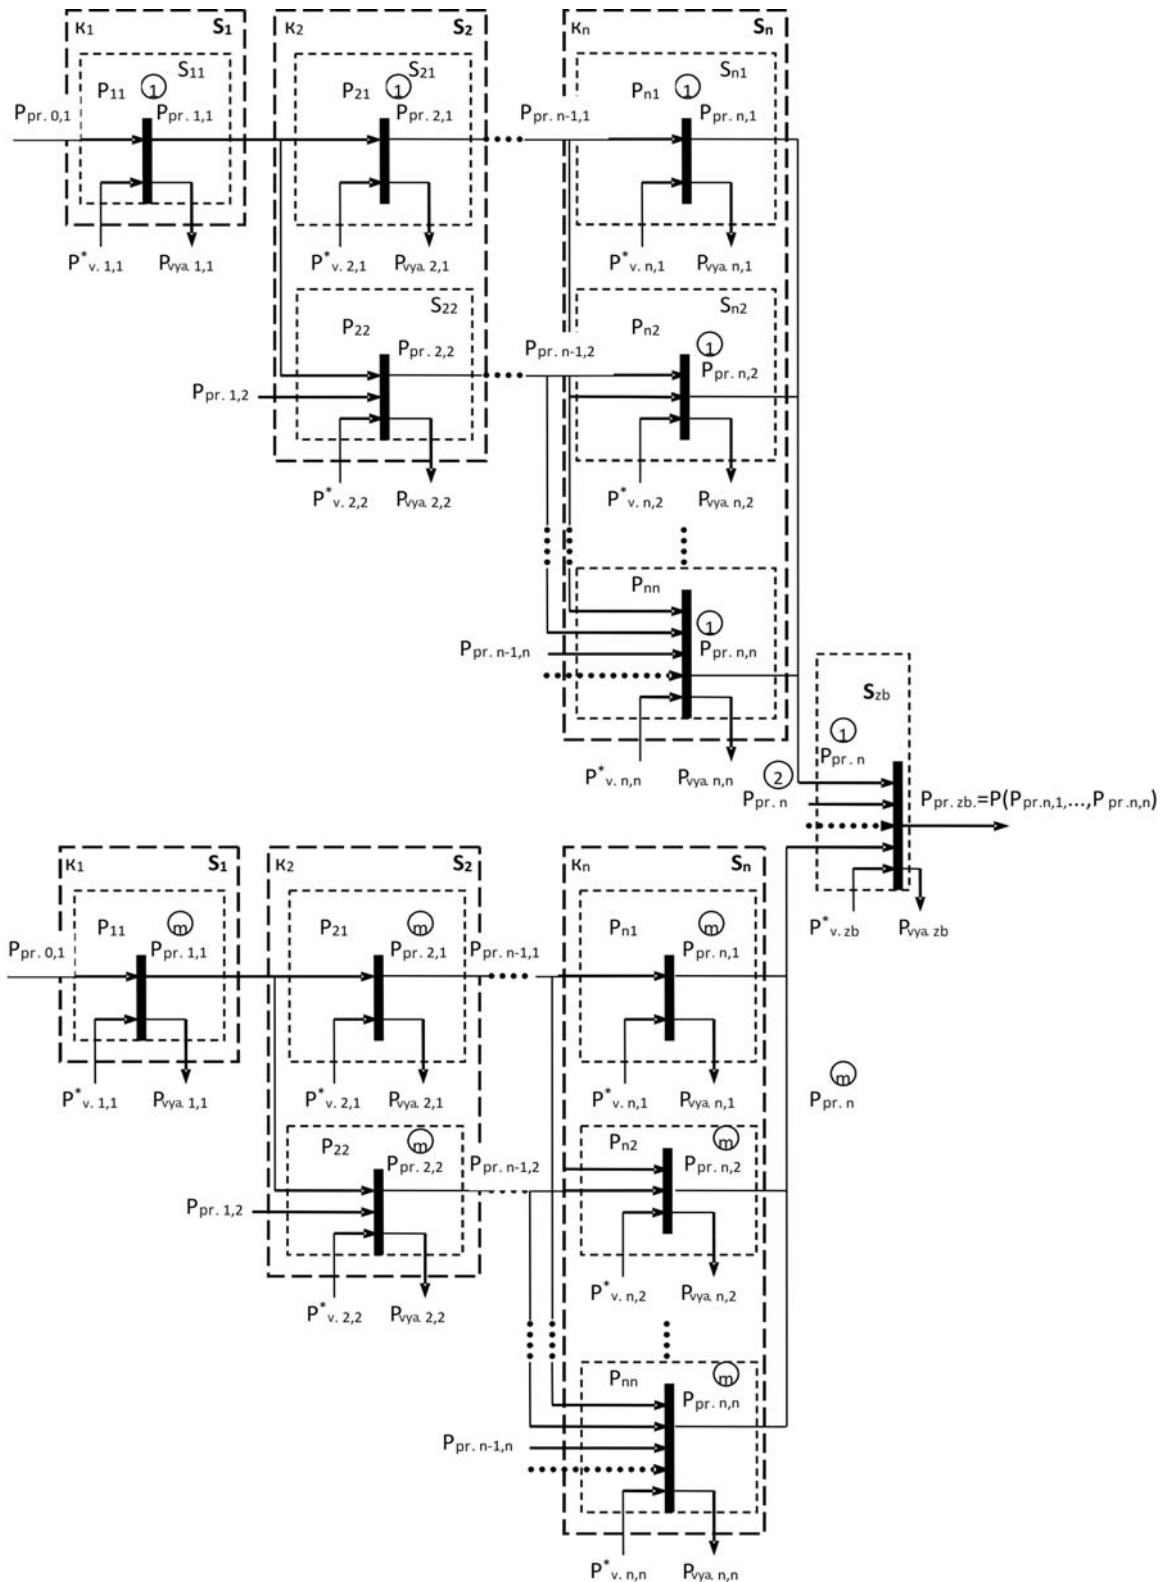 K1 S1 K2 S2 Kn Sn
S11 S21 Sn1
P11 1 P21 1 Pn1 1
Ppr. 0,1 Ppr. 1,1 Ppr. 2,1 Ppr. n-1,1 Ppr. n,1
P*v. 1,1 Pvya. 1,1 P*v. 2,1 Pvya. 2,1 P*v. n,1 Pvya. n,1
S22 Sn2
P22 Pn2 1
Ppr. 2,2 Ppr. n-1,2 Ppr. n,2
Ppr. 1,2
P*v. 2,2 Pvya. 2,2 P*v. n,2 Pvya. n,2
Pnn 1
Ppr. n-1,n Ppr. n,n
P*v. n,n Pvya. n,n
Szb
1
Ppr. n
2
Ppr. n
Ppr. zb.=P(Ppr.n,1,...,P pr.n,n)
P*v. zb Pvya. zb
K1 S1 K2 S2 Kn Sn
P11 m P21 m Pn1 m
Ppr. 0,1 Ppr. 1,1 Ppr. 2,1 Ppr. n-1,1 Ppr. n,1
P*v. 1,1 Pvya. 1,1 P*v. 2,1 Pvya. 2,1 P*v. n,1 Pvya. n,1
m
Ppr. n
P22 m Pn2 m
Ppr. 2,2 Ppr. n-1,2 Ppr. n,2
Ppr. 1,2
P*v. 2,2 Pvya. 2,2 P*v. n,2 Pvya. n,2
Pnn m
Ppr. n,n
Ppr. n-1,n
P*v. n,n Pvya. n,n